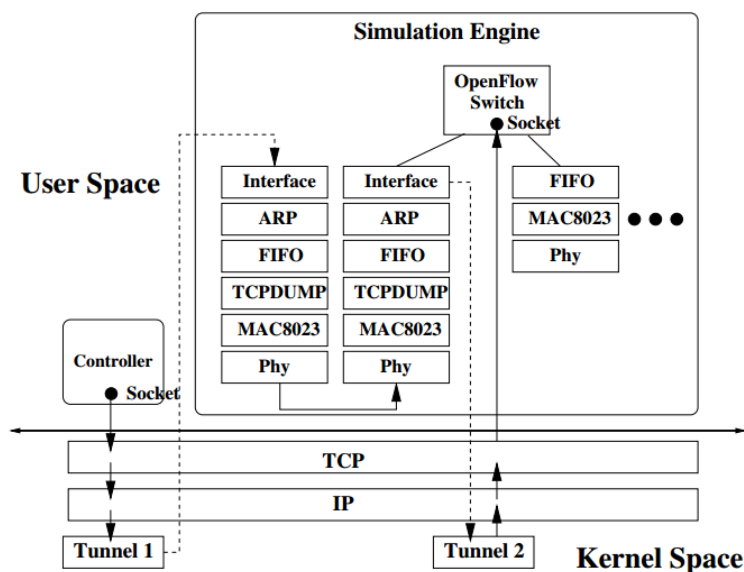 Simulation Engine
OpenFlow
Switch
Socket
User Space
Interface
ARP
FIFO
TCPDUMP
MAC8023
Phy
Interface
ARP
FIFO
TCPDUMP
MAC8023
Phy
FIFO
MAC8023
Phy
Controller
Socket
TCP
IP
Tunnel 1
Tunnel 2
Kernel Space